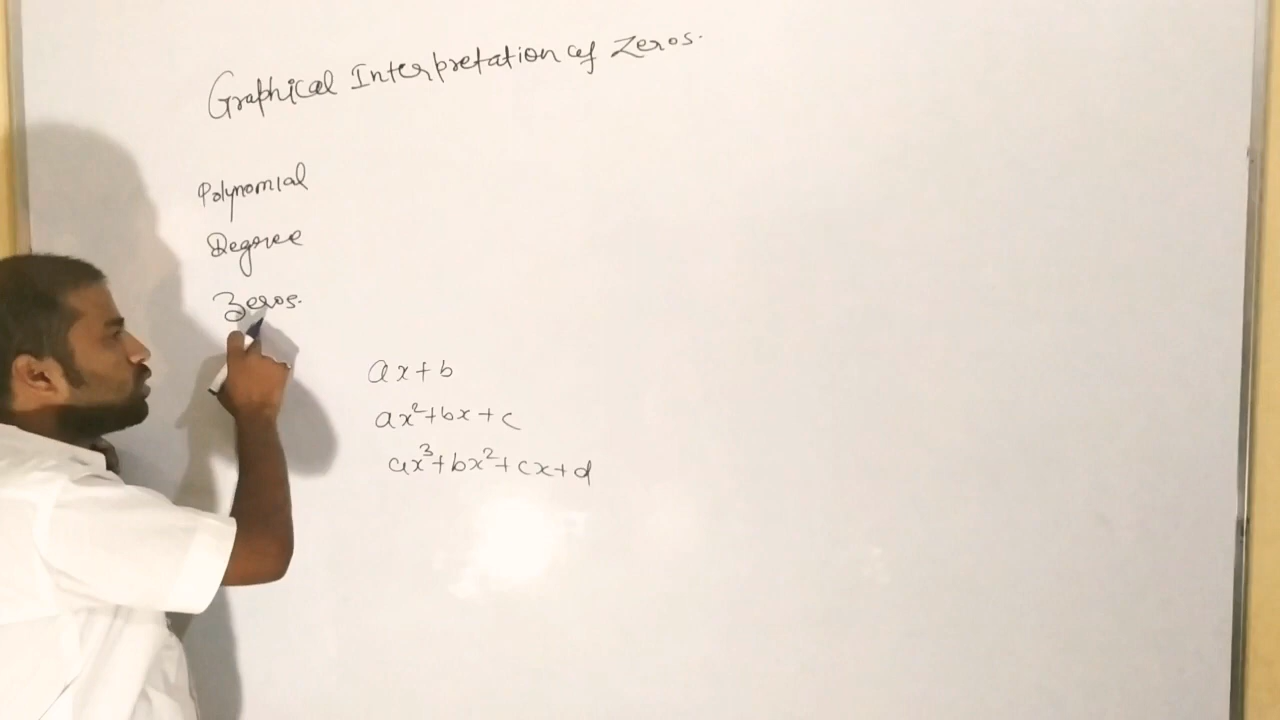 Graphical Interpretation of Zeros.
Polynomial
Degree
Zeros.
ax+b
ax²+bx+c
ax³+bx²+cx+d